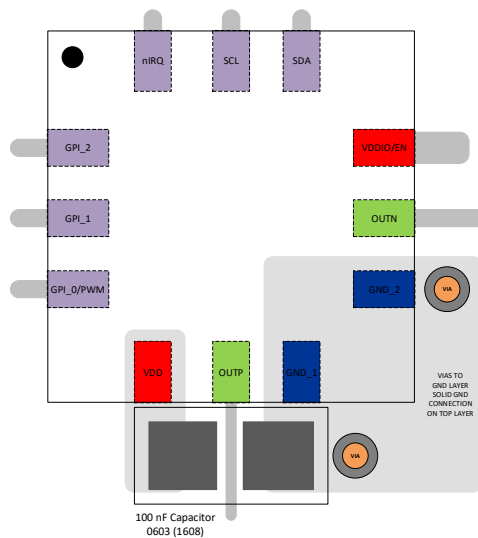 nIRQ
SCL
SDA
GPI_2
VDDIO/EN
GPI_1
OUTN
GPI_0/PWM
GND_2
VIA
VDD
OUTP
GND_1
VIAS TO
GND LAYER
SOLID GND
CONNECTION
ON TOP LAYER
VIA
100 nF Capacitor
0603 (1608)